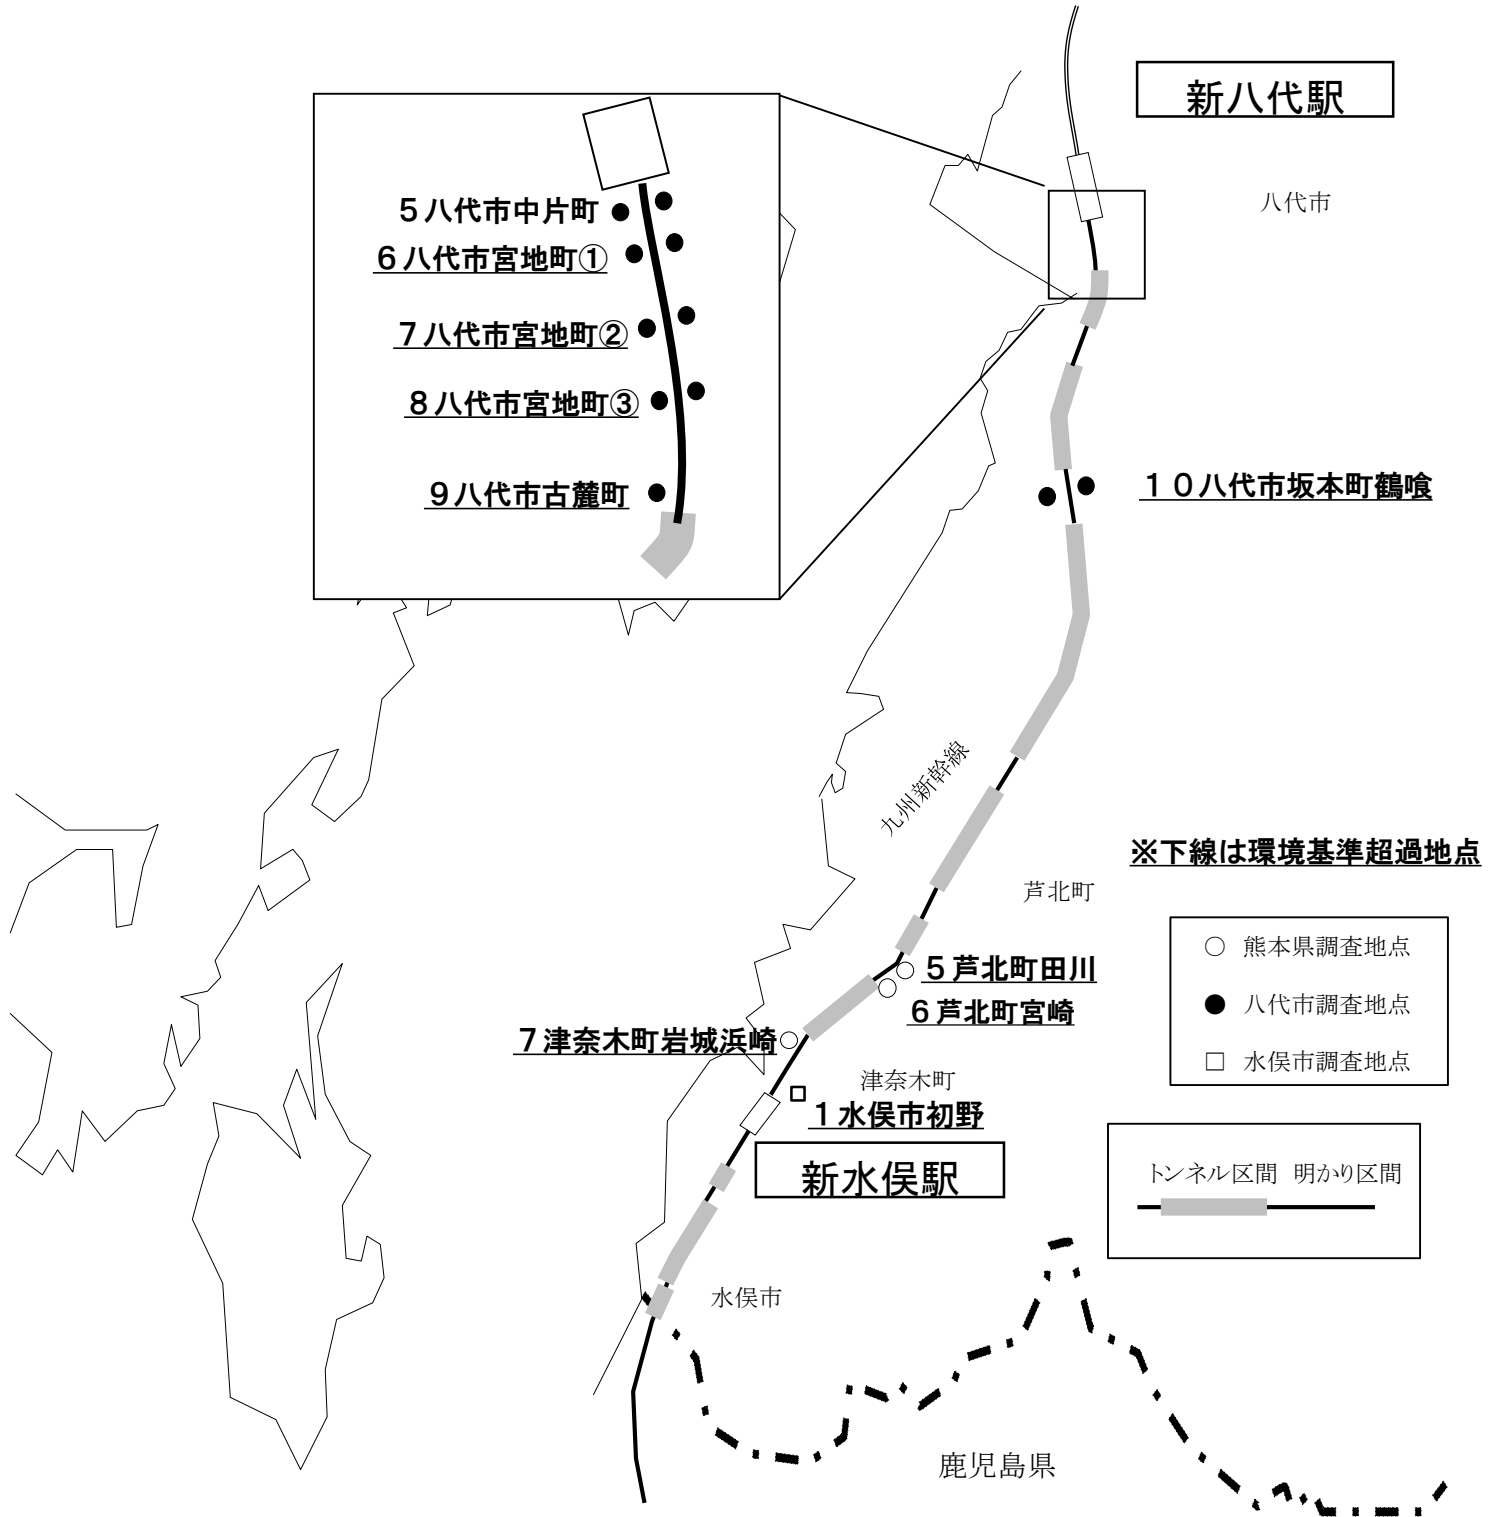 新八代駅
八代市
５八代市中片町
６八代市宮地町①
７八代市宮地町②
８八代市宮地町③
９八代市古麓町
１０八代市坂本町鶴喰
九州新幹線
※下線は環境基準超過地点
芦北町
○ 熊本県調査地点
● 八代市調査地点
□ 水俣市調査地点
５芦北町田川
６芦北町宮崎
７津奈木町岩城浜崎
津奈木町
１水俣市初野
新水俣駅
トンネル区間 明かり区間
水俣市
鹿児島県